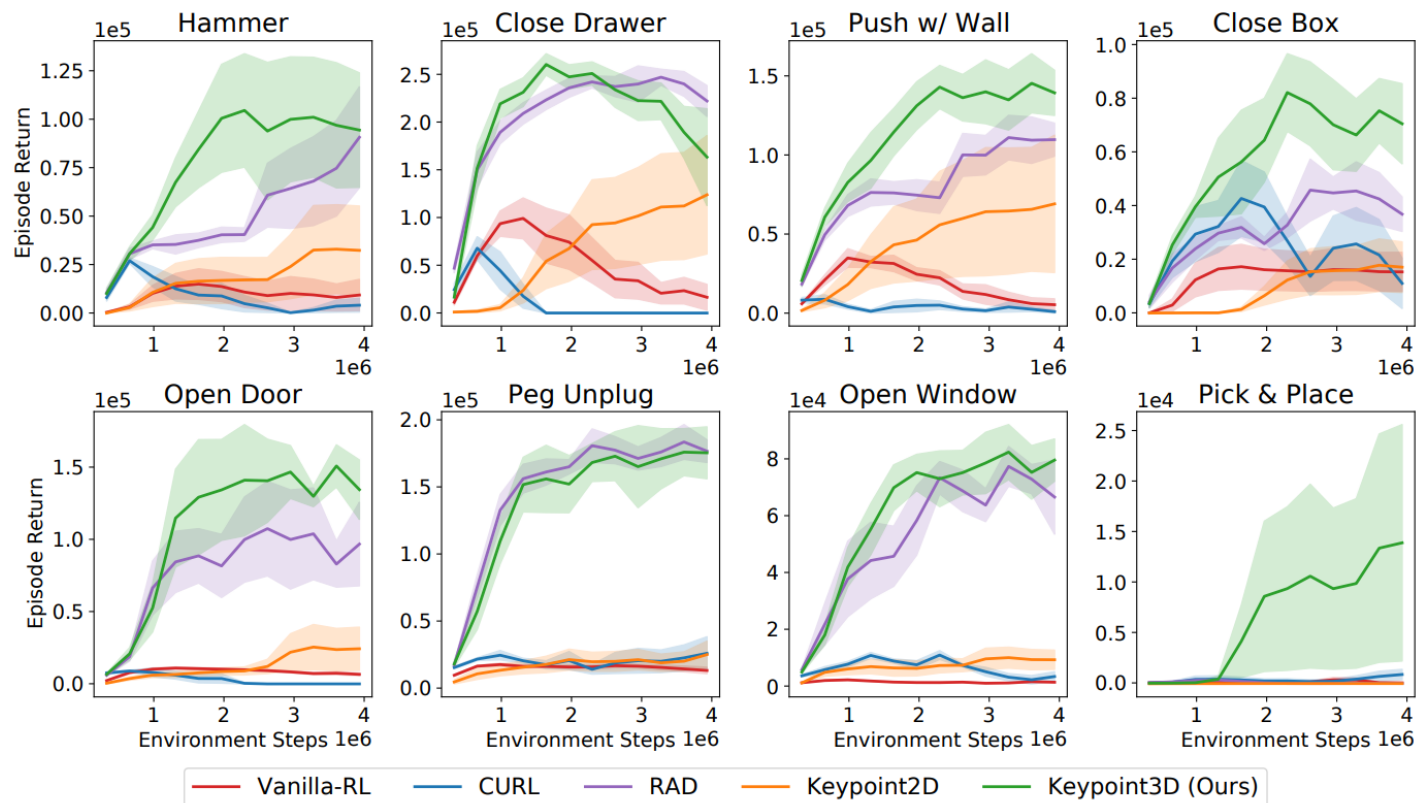 Hammer
Close Drawer
Push w/ Wall
Close Box
1e5
1e5
1e5
1e5
Episode Return
1.25
1.00
0.75
0.50
0.25
0.00
2.5
2.0
1.5
1.0
0.5
0.0
1.5
1.0
0.5
0.0
1.0
0.8
0.6
0.4
0.2
0.0
1 2 3 4
1e6
1 2 3 4
1e6
1 2 3 4
1e6
1 2 3 4
1e6
Open Door
Peg Unplug
Open Window
Pick & Place
1e5
1e5
1e4
1e4
Episode Return
1.5
1.0
0.5
0.0
2.0
1.5
1.0
0.5
0.0
8
6
4
2
0
2.5
2.0
1.5
1.0
0.5
0.0
1 2 3 4
Environment Steps 1e6
1 2 3 4
Environment Steps 1e6
1 2 3 4
Environment Steps 1e6
1 2 3 4
Environment Steps 1e6
Vanilla-RL CURL RAD Keypoint2D Keypoint3D (Ours)